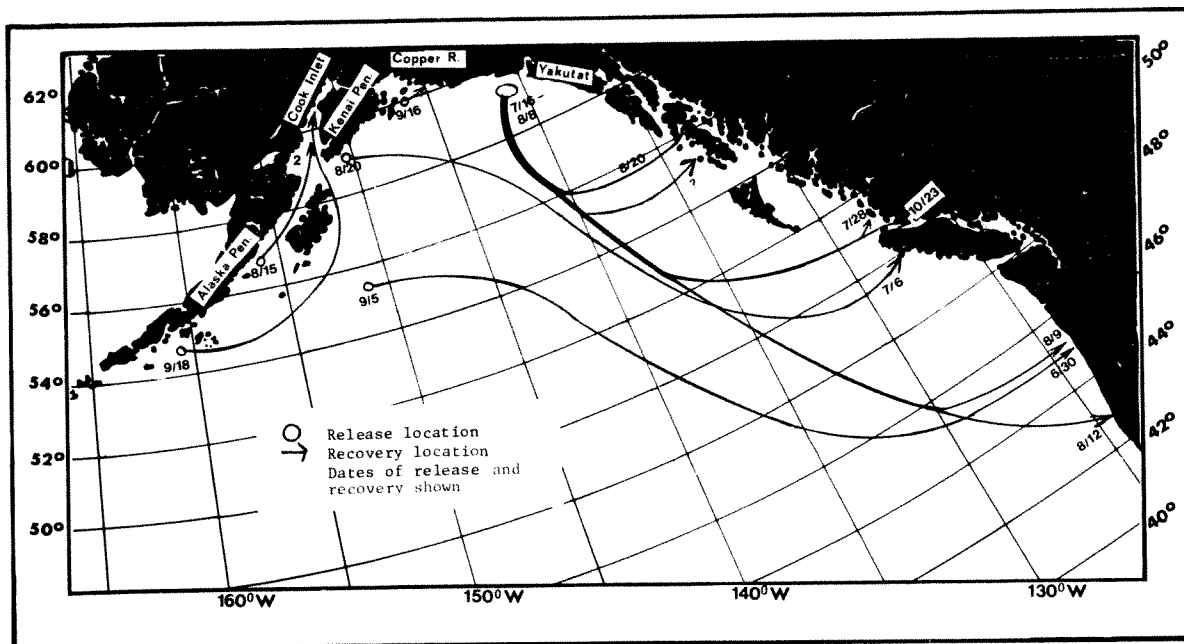 Copper R.
Yakutat
Cook Inlet
Kenai Pen.
Alaska Pen.
50°
48°
46°
44°
42°
40°
62°
60°
58°
56°
54°
52°
50°
9/16
7/16
8/8
2
8/20
8/20
?
7/28
10/23
7/6
8/15
9/5
9/18
8/9
6/30
8/12
Release location
Recovery location
Dates of release and
recovery shown
160°W
150°W
140°W
130°W